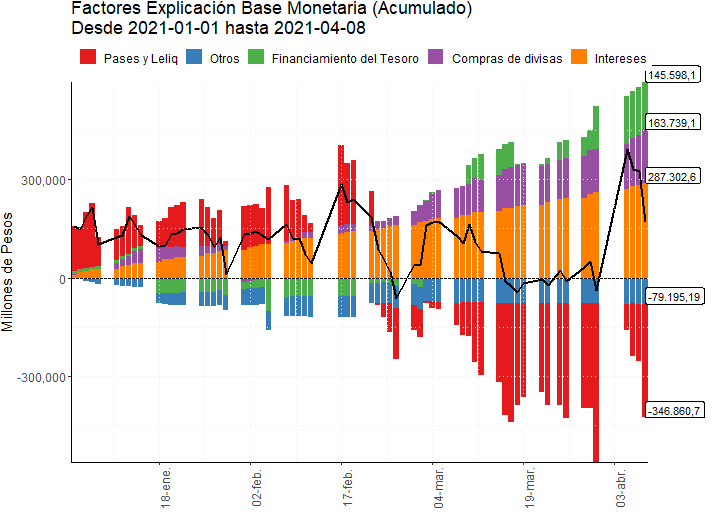 Factores Explicación Base Monetaria (Acumulado)
Desde 2021-01-01 hasta 2021-04-08
Pases y Leliq
Otros
Financiamiento del Tesoro
Compras de divisas
Intereses
145.598,1
163.739,1
287.302,6
-79.195,19
-346.860,7
Millones de Pesos
300,000
0
-300,000
18-ene.
02-feb.
17-feb.
04-mar.
19-mar.
03-abr.